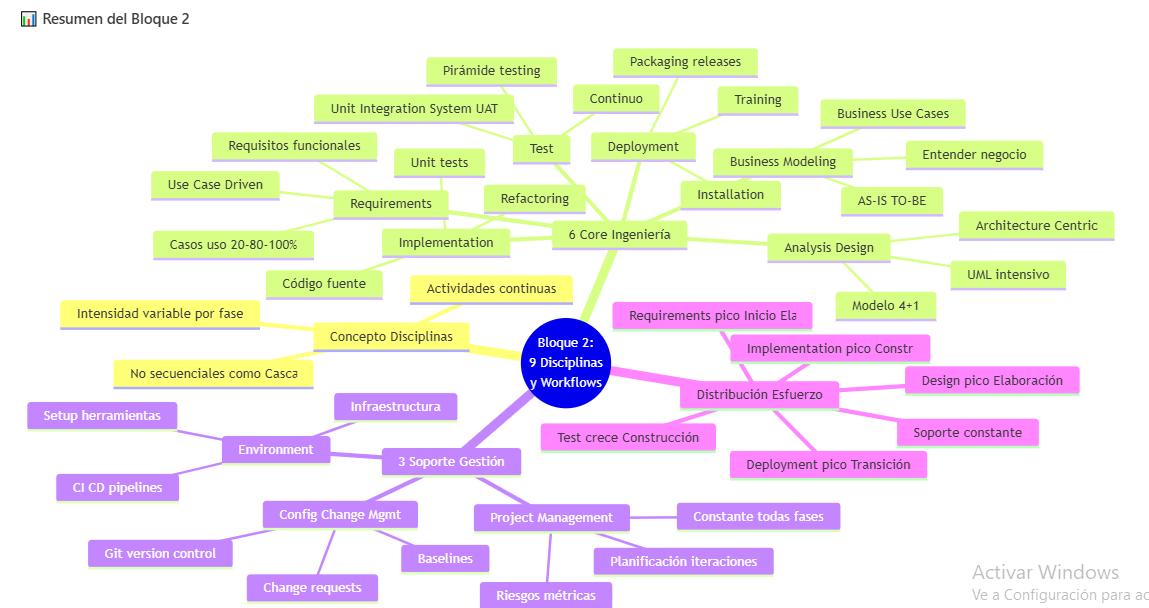 📊 Resumen del Bloque 2
Packaging releases
Pirámide testing
Continuo
Training
Unit Integration System UAT
Business Use Cases
Requisitos funcionales
Test
Deployment
Unit tests
Business Modeling
Entender negocio
Use Case Driven
Refactoring
Installation
AS-IS TO-BE
Requirements
Architecture Centric
Casos uso 20-80-100%
Implementation
6 Core Ingeniería
Analysis Design
UML intensivo
Código fuente
Actividades continuas
Modelo 4+1
Intensidad variable por fase
Requirements pico Inicio Ela
Concepto Disciplinas
Bloque 2:
9 Disciplinas
y Workflows
Implementation pico Constr
No secuenciales como Casca
Design pico Elaboración
Distribución Esfuerzo
Setup herramientas
Infraestructura
Test crece Construcción
Soporte constante
Environment
3 Soporte Gestión
Deployment pico Transición
CI CD pipelines
Config Change Mgmt
Project Management
Constante todas fases
Git version control
Baselines
Planificación iteraciones
Change requests
Riesgos métricas
Activar Windows
Ve a Configuración para ac